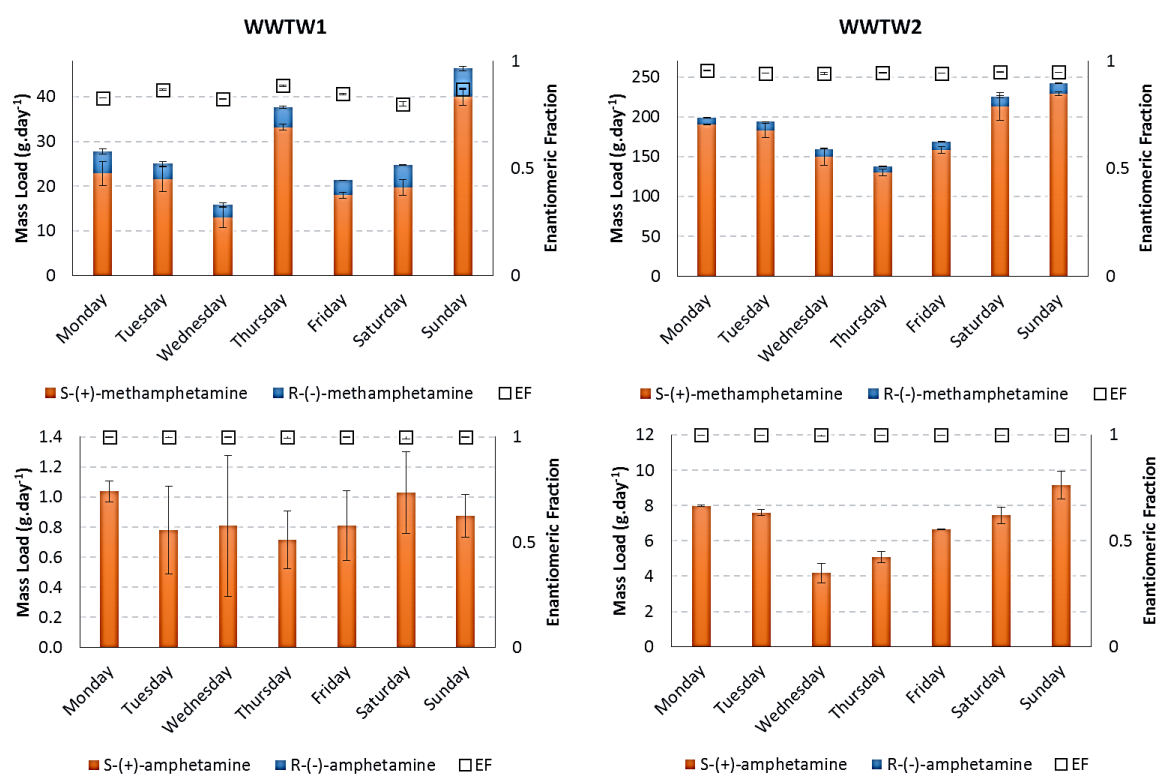 WWTW1
WWTW2
Mass Load (g.day-1)
40
30
20
10
0
1
0.5
0
Enantiomeric Fraction
Monday
Tuesday
Wednesday
Thursday
Friday
Saturday
Sunday
S-(+)-methamphetamine R-(-)-methamphetamine EF
Mass Load (g.day-1)
250
200
150
100
50
0
1
0.5
0
Enantiomeric Fraction
Monday
Tuesday
Wednesday
Thursday
Friday
Saturday
Sunday
S-(+)-methamphetamine R-(-)-methamphetamine EF
Mass Load (g.day-1)
1.4
1.2
1.0
0.8
0.6
0.4
0.2
0.0
1
0.5
0
Enantiomeric Fraction
Monday
Tuesday
Wednesday
Thursday
Friday
Saturday
Sunday
S-(+)-amphetamine R-(-)-amphetamine EF
Mass Load (g.day-1)
12
10
8
6
4
2
0
1
0.5
0
Enantiomeric Fraction
Monday
Tuesday
Wednesday
Thursday
Friday
Saturday
Sunday
S-(+)-amphetamine R-(-)-amphetamine EF